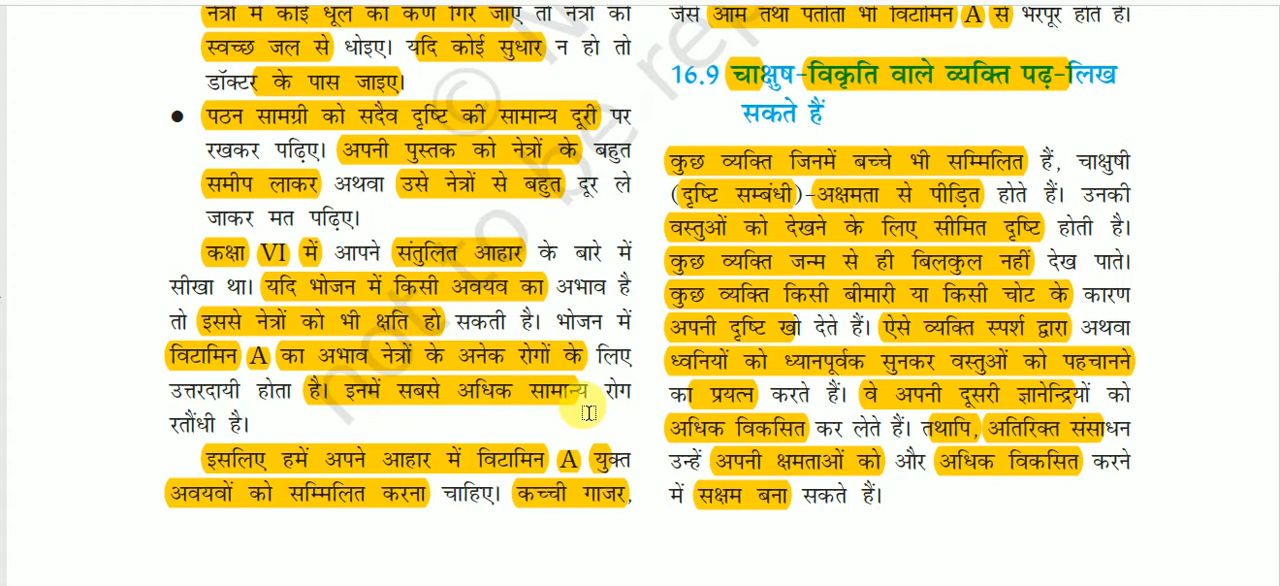 नेत्रों में कोई धूल का कण गिर जाए तो नेत्रों को
स्वच्छ जल से धोइए। यदि कोई सुधार न हो तो
डॉक्टर के पास जाइए।
● पठन सामग्री को सदैव दृष्टि की सामान्य दूरी पर
रखकर पढ़िए। अपनी पुस्तक को नेत्रों के बहुत
समीप लाकर अथवा उसे नेत्रों से बहुत दूर ले
जाकर मत पढ़िए।
कक्षा VI में आपने संतुलित आहार के बारे में
सीखा था। यदि भोजन में किसी अवयव का अभाव है
तो इससे नेत्रों को भी क्षति हो सकती है। भोजन में
विटामिन A का अभाव नेत्रों के अनेक रोगों के लिए
उत्तरदायी होता है। इनमें सबसे अधिक सामान्य रोग
रतौंधी है।
इसलिए हमें अपने आहार में विटामिन A युक्त
अवयवों को सम्मिलित करना चाहिए। कच्ची गाजर,
जैसे आम तथा पपीता भी विटामिन A से भरपूर होते हैं।
16.9 चाक्षुष-विकृति वाले व्यक्ति पढ़-लिख
सकते हैं
कुछ व्यक्ति जिनमें बच्चे भी सम्मिलित हैं, चाक्षुषी
(दृष्टि सम्बंधी)-अक्षमता से पीड़ित होते हैं। उनकी
वस्तुओं को देखने के लिए सीमित दृष्टि होती है।
कुछ व्यक्ति जन्म से ही बिलकुल नहीं देख पाते।
कुछ व्यक्ति किसी बीमारी या किसी चोट के कारण
अपनी दृष्टि खो देते हैं। ऐसे व्यक्ति स्पर्श द्वारा अथवा
ध्वनियों को ध्यानपूर्वक सुनकर वस्तुओं को पहचानने
का प्रयत्न करते हैं। वे अपनी दूसरी ज्ञानेन्द्रियों को
अधिक विकसित कर लेते हैं। तथापि, अतिरिक्त संसाधन
उन्हें अपनी क्षमताओं को और अधिक विकसित करने
में सक्षम बना सकते हैं।
© N
not to be rep